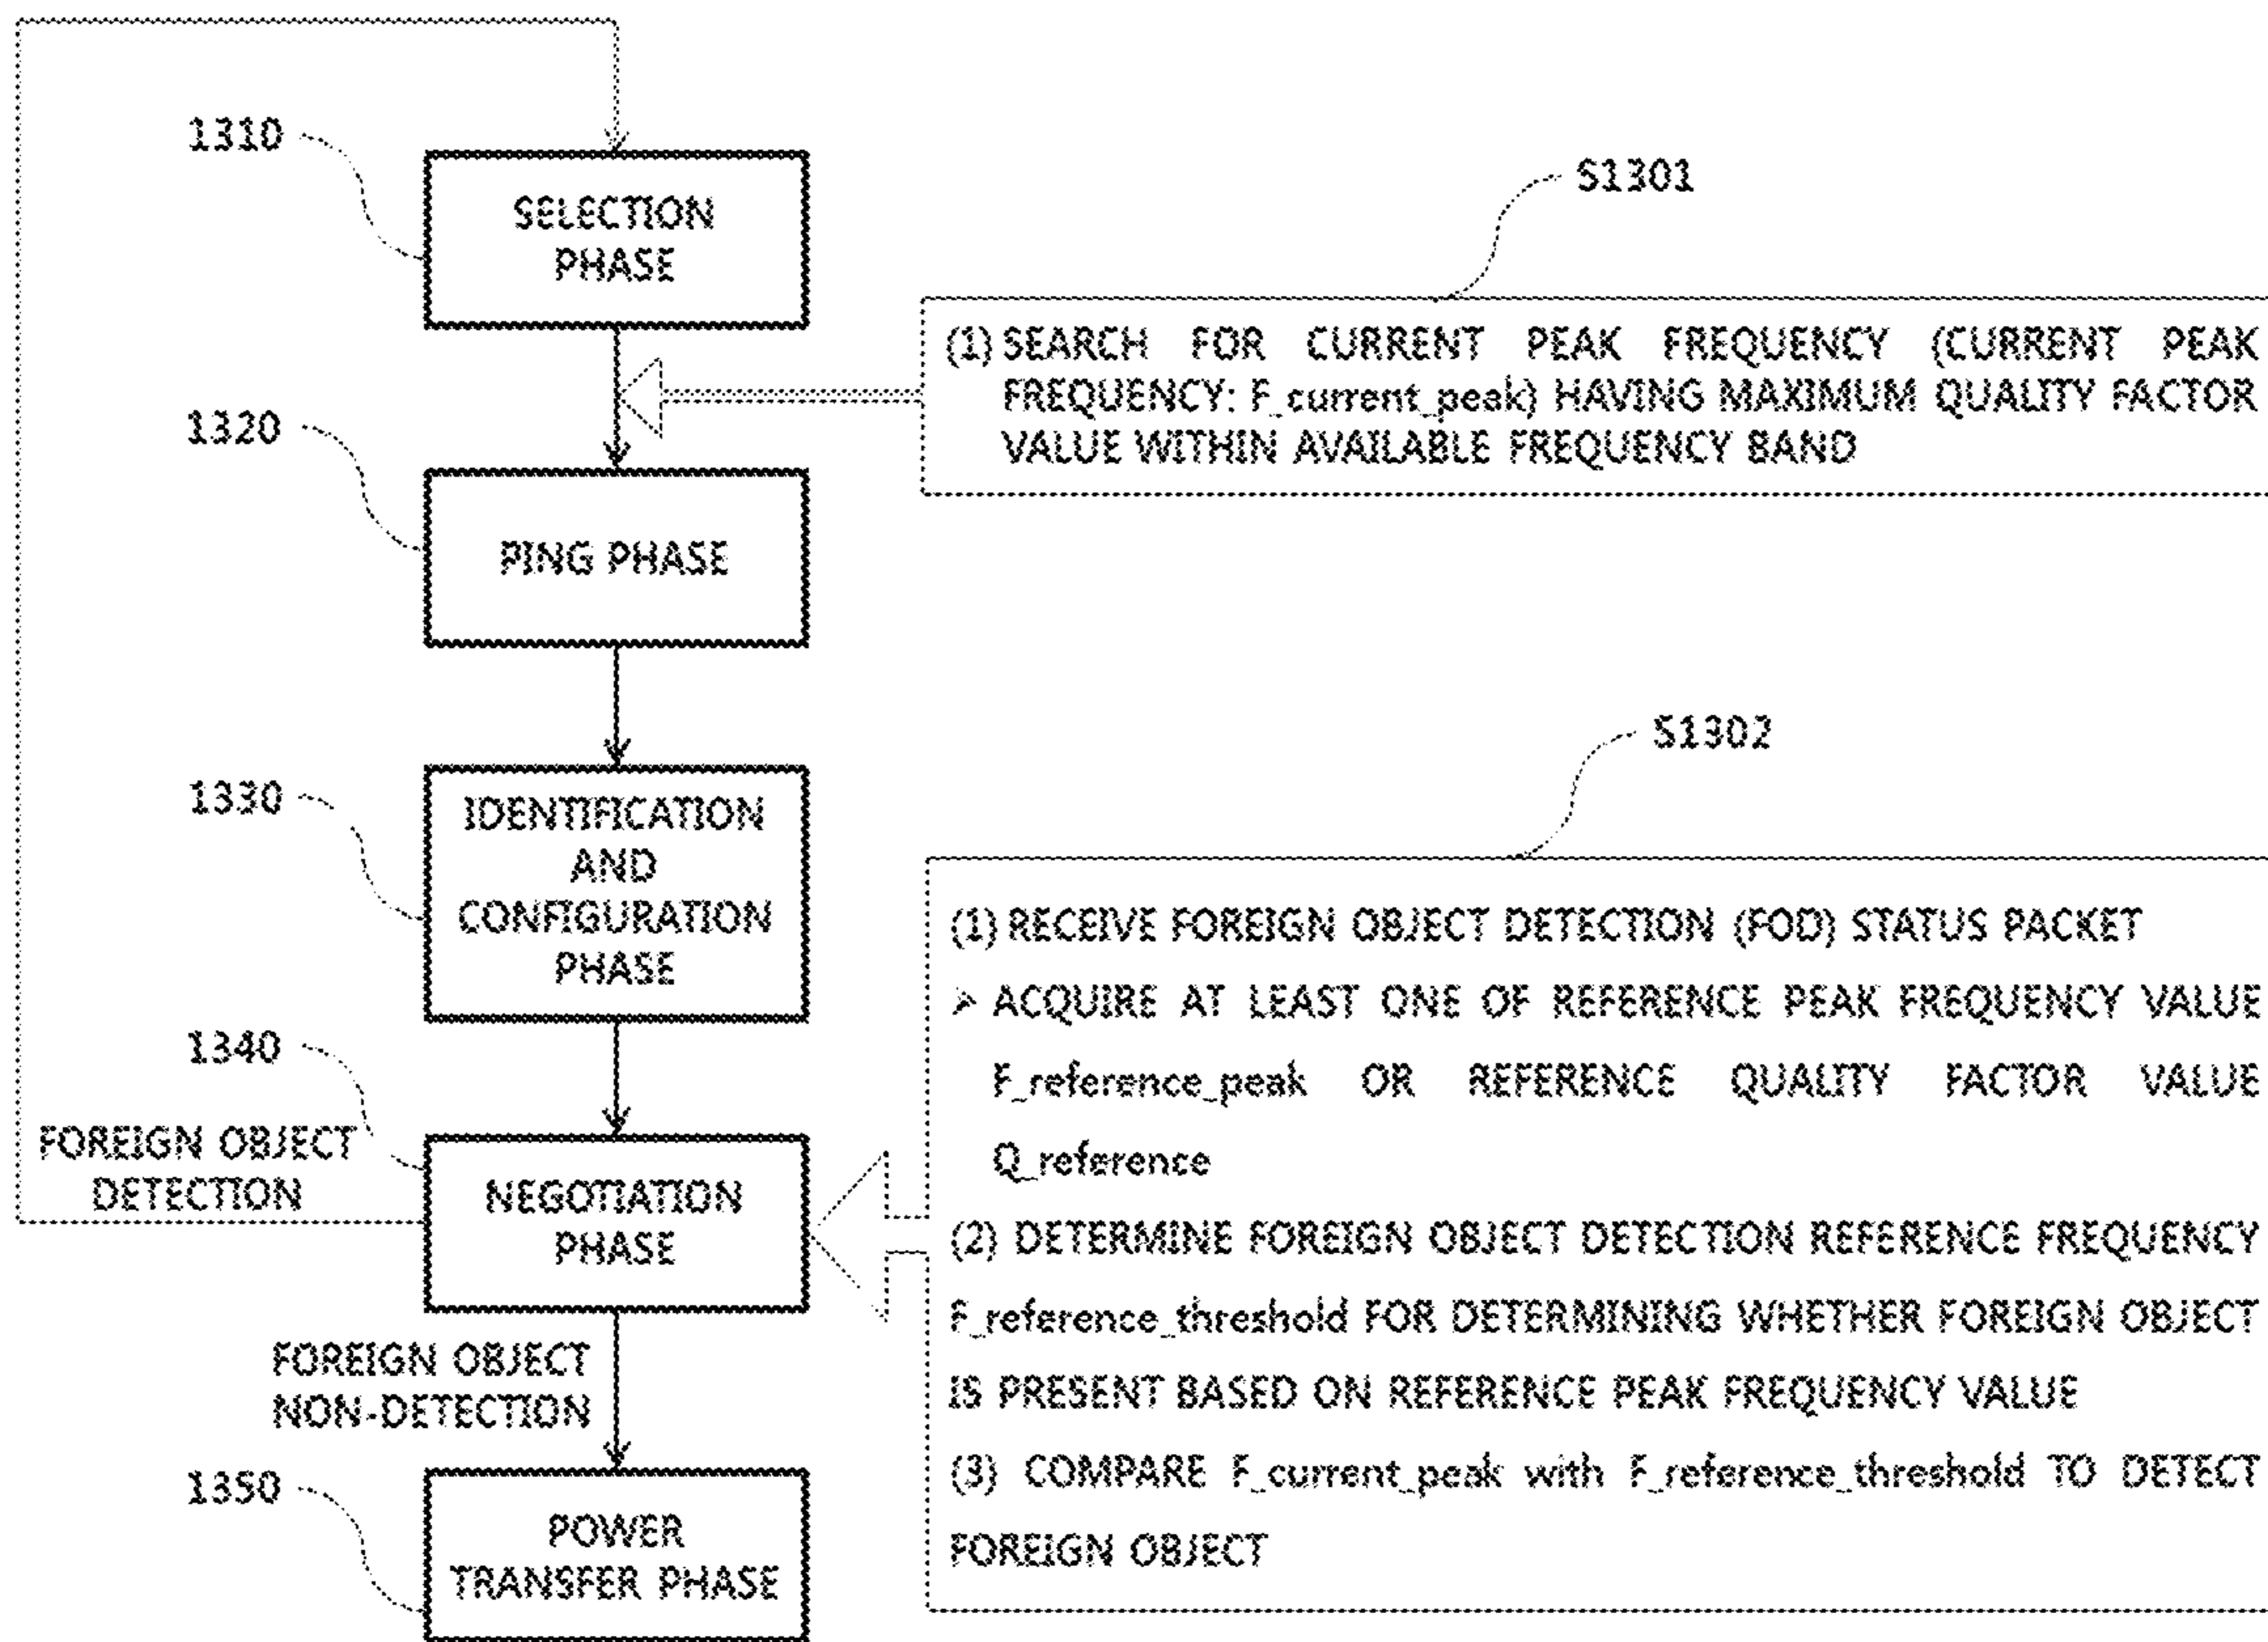 1310
SELECTION
PHASE
S1301
(1) SEARCH FOR CURRENT PEAK FREQUENCY (CURRENT PEAK
FREQUENCY: F_current_peak) HAVING MAXIMUM QUALITY FACTOR
VALUE WITHIN AVAILABLE FREQUENCY BAND
1320
PING PHASE
1330
IDENTIFICATION
AND
CONFIGURATION
PHASE
S1302
(1) RECEIVE FOREIGN OBJECT DETECTION (FOD) STATUS PACKET
➢ ACQUIRE AT LEAST ONE OF REFERENCE PEAK FREQUENCY VALUE
F_reference_peak OR REFERENCE QUALITY FACTOR VALUE
Q_reference
(2) DETERMINE FOREIGN OBJECT DETECTION REFERENCE FREQUENCY
F_reference_threshold FOR DETERMINING WHETHER FOREIGN OBJECT
IS PRESENT BASED ON REFERENCE PEAK FREQUENCY VALUE
(3) COMPARE F_current_peak with F_reference_threshold TO DETECT
FOREIGN OBJECT
1340
FOREIGN OBJECT
DETECTION
NEGOTIATION
PHASE
FOREIGN OBJECT
NON-DETECTION
1350
POWER
TRANSFER PHASE